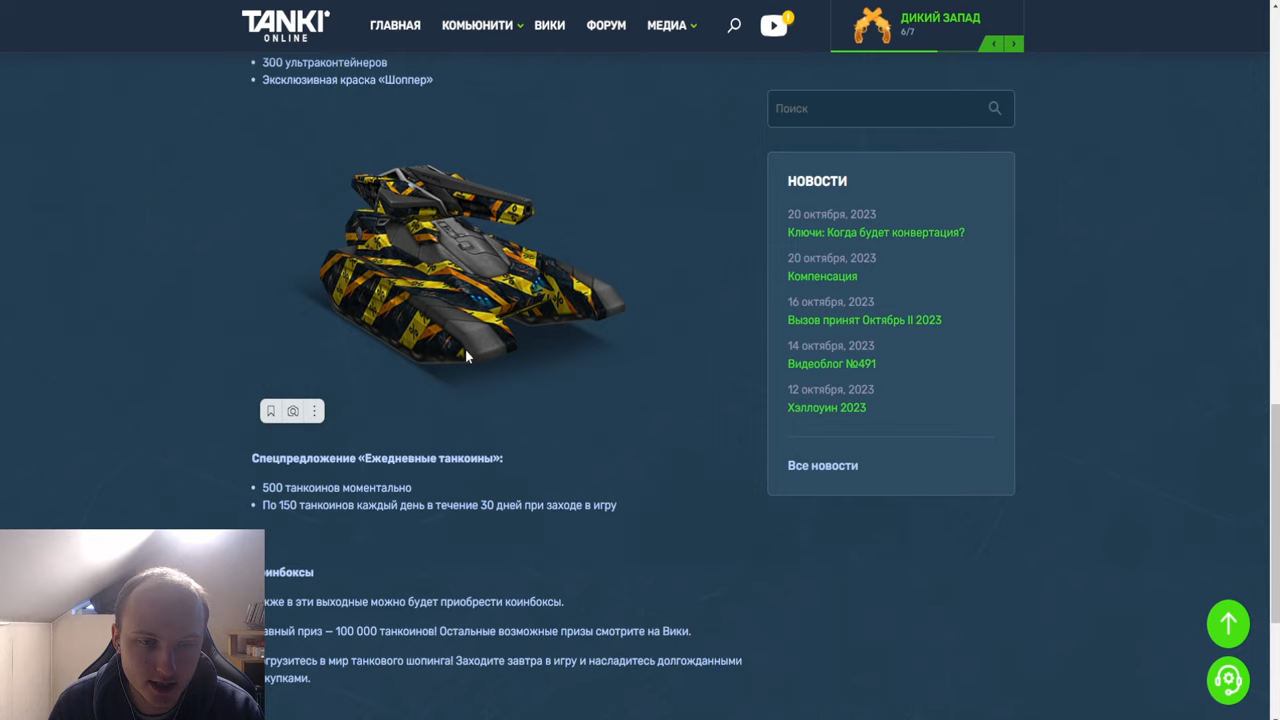 TANKI
ONLINE
ГЛАВНАЯ
КОМЬЮНИТИ
ВИКИ
ФОРУМ
МЕДИА
1
ДИКИЙ ЗАПАД
6/7
300 ультраконтейнеров
Эксклюзивная краска «Шоппер»
Поиск
НОВОСТИ
20 октября, 2023
Ключи: Когда будет конвертация?
20 октября, 2023
Компенсация
16 октября, 2023
Вызов принят Октябрь II 2023
14 октября, 2023
Видеоблог №491
12 октября, 2023
Хэллоуин 2023
Все новости
Спецпредложение «Ежедневные танкоины»:
500 танкоинов моментально
По 150 танкоинов каждый день в течение 30 дней при заходе в игру
инбоксы
кже в эти выходные можно будет приобрести коинбоксы.
авный приз — 100 000 танкоинов! Остальные возможные призы смотрите на Вики.
грузитесь в мир танкового шопинга! Заходите завтра в игру и насладитесь долгожданными
купками.